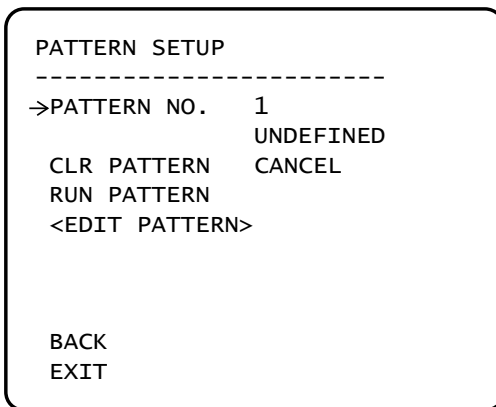 PATTERN SETUP
------------------------
→PATTERN NO. 1
UNDEFINED
CLR PATTERN CANCEL
RUN PATTERN
<EDIT PATTERN>
BACK
EXIT